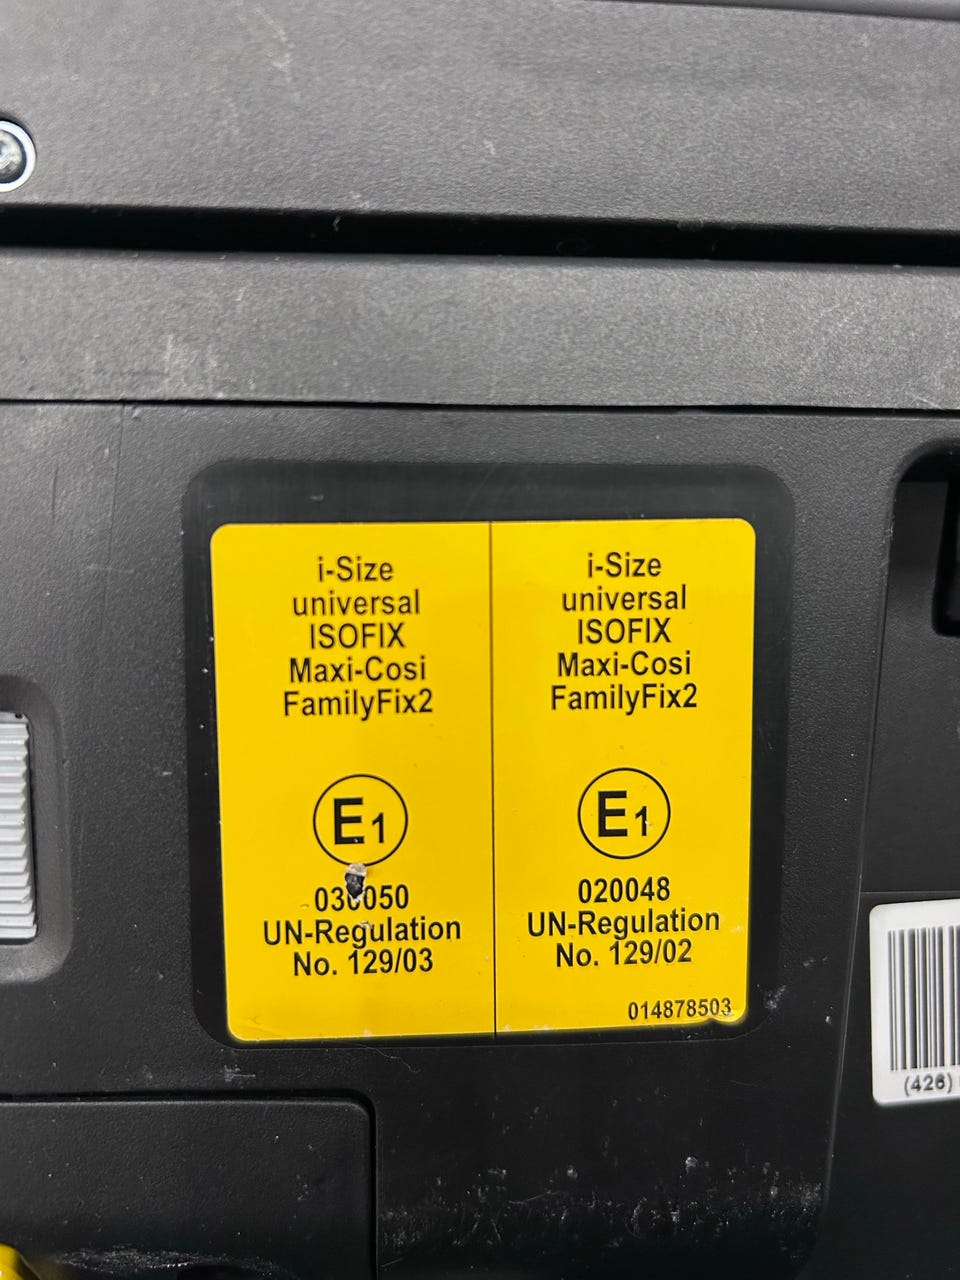 i-Size
universal
ISOFIX
Maxi-Cosi
FamilyFix2
E1
030050
UN-Regulation
No. 129/03
i-Size
universal
ISOFIX
Maxi-Cosi
FamilyFix2
E1
020048
UN-Regulation
No. 129/02
014878503
(426)